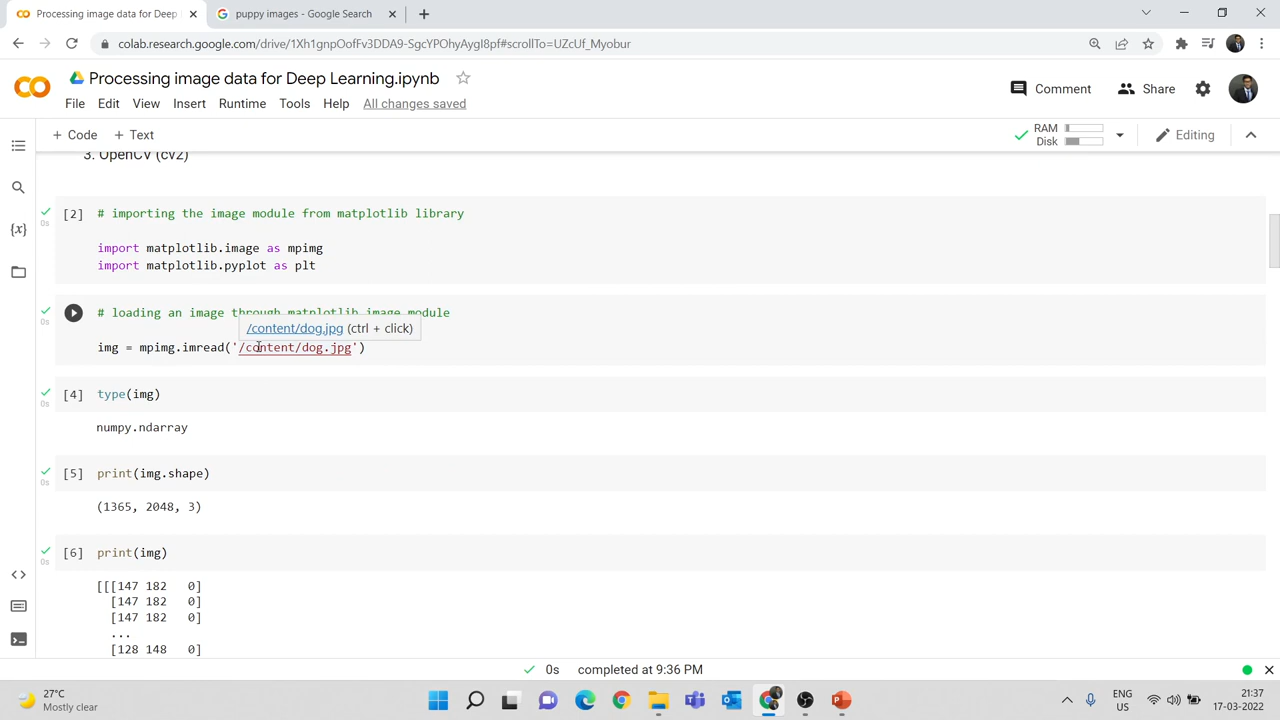 Processing image data for Deep
puppy images - Google Search
colab.research.google.com/drive/1Xh1gnpOofFv3DDA9-SgcYPOhyAygI8pf#scrollTo=UZcUf_Myobur
Processing image data for Deep Learning.ipynb
File Edit View Insert Runtime Tools Help All changes saved
Comment
Share
+ Code + Text
RAM
Disk
Editing
3. OpenCV (cv2)
[2] # importing the image module from matplotlib library
import matplotlib.image as mpimg
import matplotlib.pyplot as plt
# loading an image through matplotlib image module
/content/dog.jpg (ctrl + click)
img = mpimg.imread('/content/dog.jpg')
[4] type(img)
numpy.ndarray
[5] print(img.shape)
(1365, 2048, 3)
[6] print(img)
[[[147 182 0]
[147 182 0]
[147 182 0]
...
[128 148 0]
0s
0s
0s
0s
0s
{x}
0s completed at 9:36 PM
27°C
Mostly clear
ENG
US
21:37
17-03-2022